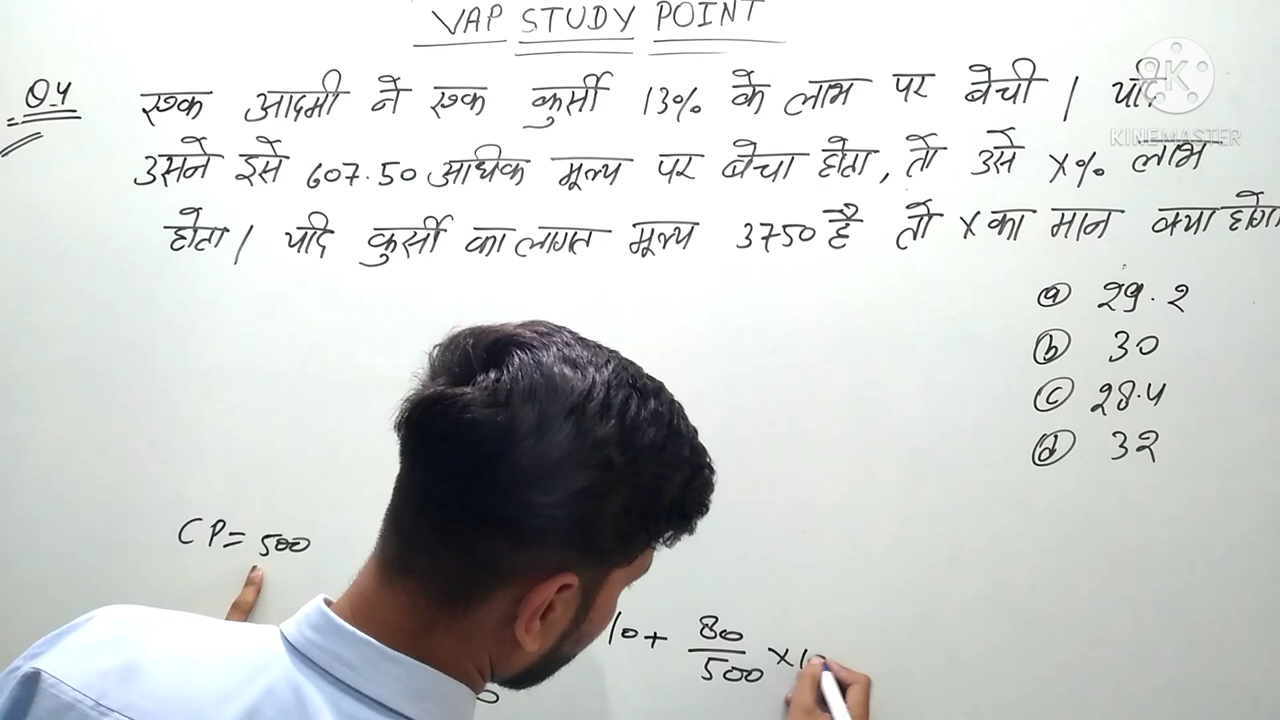 VAP STUDY POINT
K
KINEMASTER
Q.4 एक आदमी ने एक कुर्सी 13% के लाभ पर बेची । यदि
उसने इसे 607.50 अधिक मूल्य पर बेचा होता, तो उसे x% लाभ
होता । यदि कुर्सी का लागत मूल्य 3750 है तो x का मान क्या होगा
(a) 29.2
(b) 30
(c) 28.4
(d) 32
CP = 500
10 + 80/500 ×